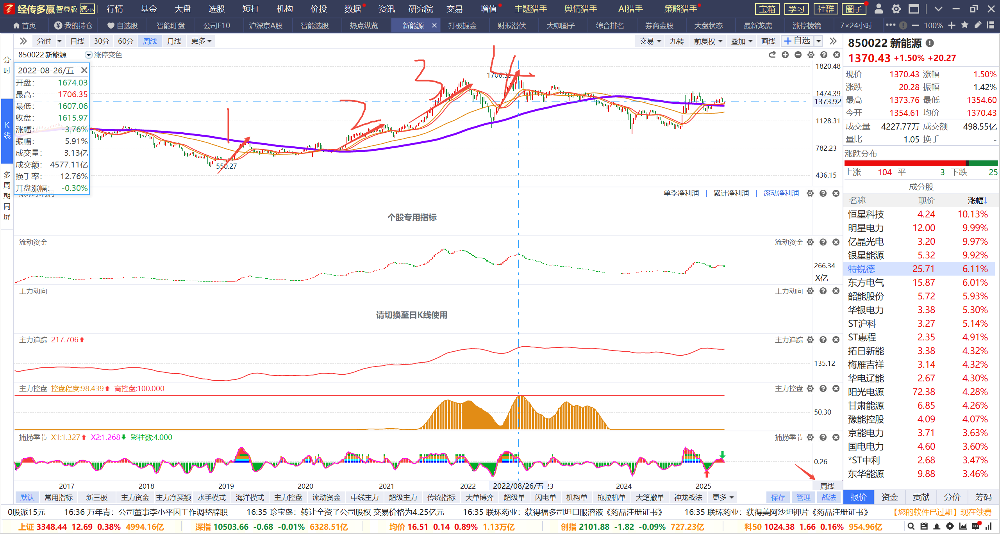 经传多赢 智尊版 演示 行情 基金 大盘 选股 短打 机构 价投 数据 资讯 研究院 交易 增值 主题猎手 舆情猎手 AI猎手 策略猎手 宝箱 学习 社群 圈子
首页 我的持仓 自选股 智能盯盘 公司F10 沪深京A股 智能选股 热点纵览 新能源 打板掘金 财报潜伏 大咖圈子 综合排名 券商金股 大盘状态 最新龙虎 涨停棱镜 7×24小时 100%
分时 日线 30分 60分 周线 月线 更多 交易 九转 前复权 叠加 画线 自选
850022 新能源 涨停变色
分时
K线
多周期同屏
2022-08-26/五
开盘: 1674.03
最高: 1706.35
最低: 1607.06
收盘: 1615.97
涨幅: -3.76%
振幅: 5.91%
成交量: 3.13亿
成交额: 4577.11亿
换手率: 12.76%
开盘涨幅: -0.30%
1 2 3 4
1706.35
←550.27
1820.48
1474.39
1373.92
1128.31
782.23
436.15
滚动净利润 单季净利润 累计净利润 滚动净利润
个股专用指标
流动资金 流动资金
266.34
X亿
主力动向 主力动向
请切换至日K线使用
主力追踪 217.706 主力追踪
135.12
主力控盘 控盘程度:98.439 高控盘:100.000 主力控盘
50.30
捕捞季节 X1:1.327 X2:1.268 彩柱数:4.000 捕捞季节
0.26
2017 2018 2019 2020 2021 2022 2022/08/26/五 23 2024 2025 周线
默认 常用指标 新三板 主力资金 主力净买额 水手模式 海洋模式 主力控盘 流动资金 中线主力 超级主力 传统指标 大单博弈 超级单 闪电单 机构单 拖拉机单 大笔撤单 神龙战法 更多 保存 管理 战法
850022 新能源
1370.43 +1.50% +20.27
现价 1370.43 涨幅 1.50%
涨跌 20.28 振幅 1.42%
最高 1373.76 最低 1354.60
今开 1354.61 均价 1370.43
成交量 4227.77万 成交额 498.55亿
量比 1.05 换手 -
涨跌分布
上涨 104 平 3 下跌 25
成分股
名称 现价 涨幅↓
恒星科技 4.24 10.13%
明星电力 12.00 9.99%
亿晶光电 3.20 9.97%
银星能源 5.32 9.92%
特锐德 25.71 6.11%
东方电气 15.87 6.01%
韶能股份 5.72 5.93%
华银电力 3.38 5.30%
ST沪科 3.27 5.14%
ST惠程 2.35 4.91%
拓日新能 3.38 4.32%
梅雁吉祥 3.14 4.32%
华电辽能 2.67 4.30%
阳光电源 72.38 4.28%
甘肃能源 6.85 4.26%
豫能控股 4.09 4.07%
京能电力 3.71 3.63%
国电电力 4.60 3.60%
*ST中利 2.68 3.47%
东华能源 9.88 3.46%
报价 资金 贡献 分价 筹码
0股派15元 16:36 万年青：公司董事李小平因工作调整辞职 16:35 珍宝岛：转让全资子公司股权 交易价格为4.25亿元 16:35 联环药业：获得福多司坦口服溶液《药品注册证书》 16:35 联环药业：获得美阿沙坦钾片《药品注册证书》 【您的软件已过期】现在续费
上证 3348.44 12.69 0.38% 4994.16亿 深指 10503.66 -0.68 -0.01% 6328.51亿 均价 16.51 0.14 0.89% 1.13万亿 创指 2101.88 -1.82 -0.09% 727.23亿 科50 1024.38 1.66 0.16% 954.96亿